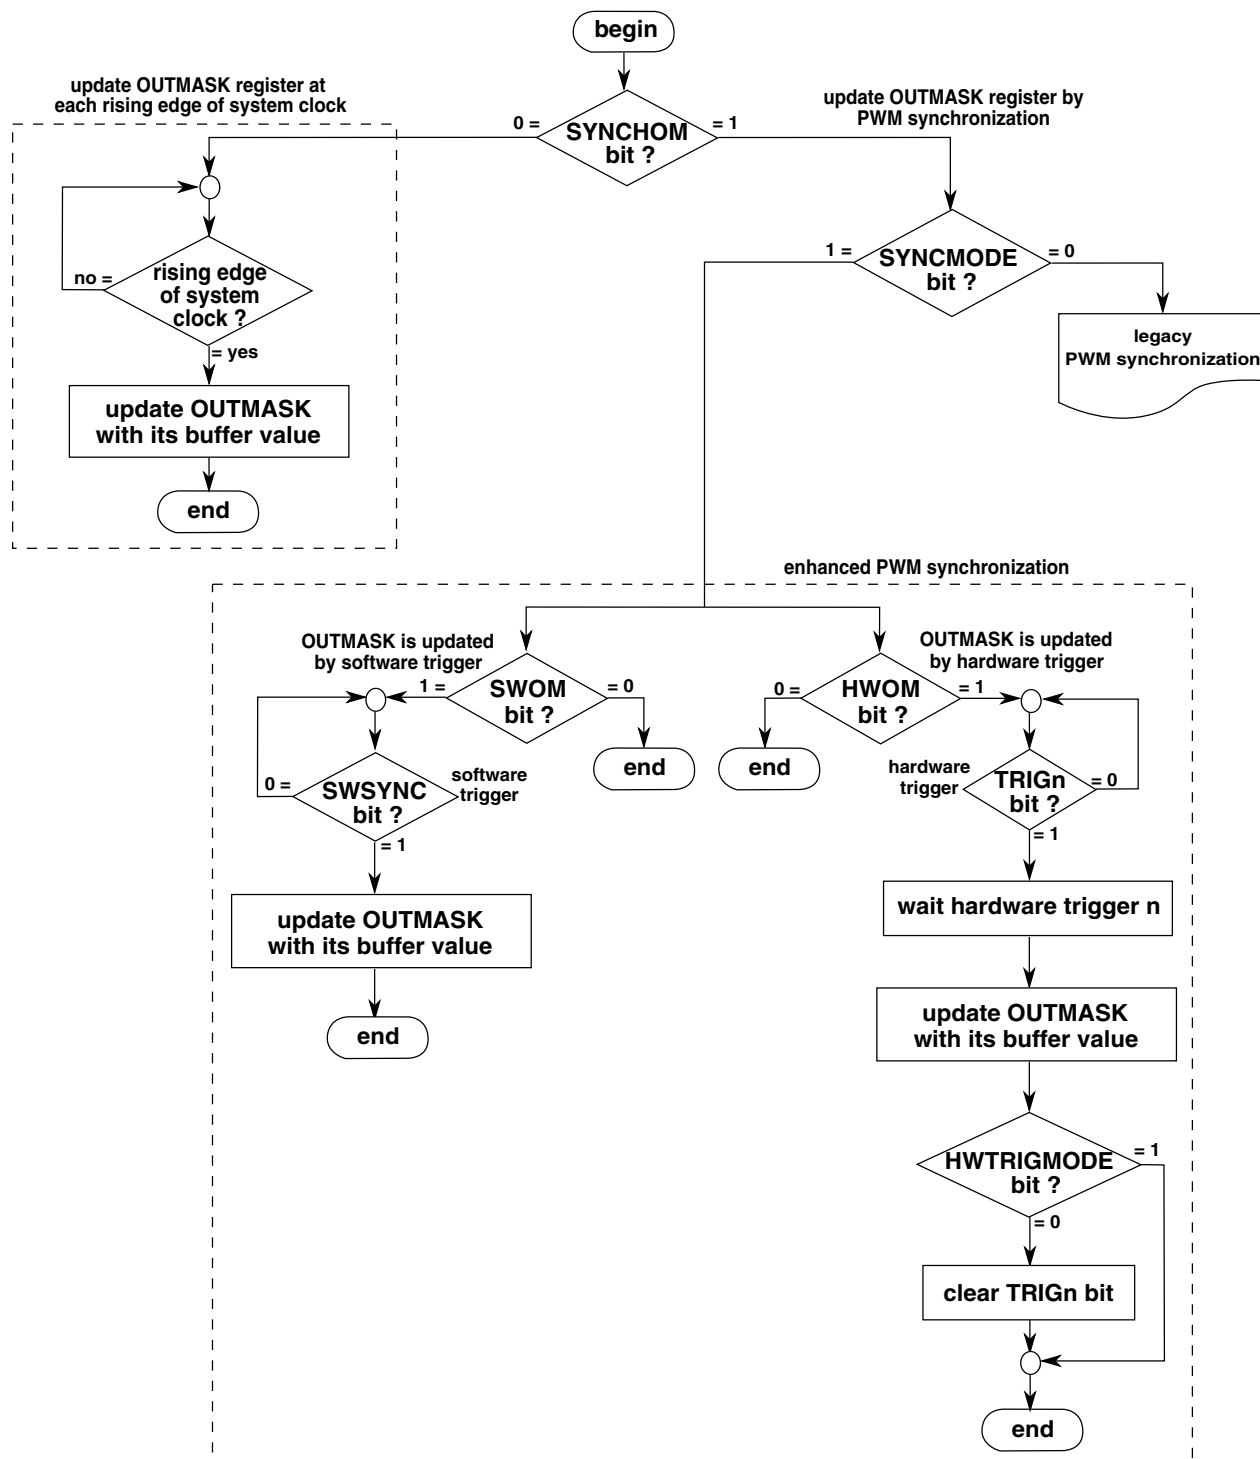 begin
update OUTMASK register at
each rising edge of system clock
update OUTMASK register by
PWM synchronization
0 =
SYNCHOM
bit ?
= 1
1 =
SYNCMODE
bit ?
= 0
no =
rising edge
of system
clock ?
= yes
legacy
PWM synchronization
update OUTMASK
with its buffer value
end
enhanced PWM synchronization
OUTMASK is updated
by software trigger
OUTMASK is updated
by hardware trigger
1 =
SWOM
bit ?
= 0
0 =
HWOM
bit ?
= 1
end
end
0 =
SWSYNC
bit ?
software
trigger
= 1
hardware
trigger
TRIGn
bit ?
= 0
= 1
update OUTMASK
with its buffer value
end
wait hardware trigger n
update OUTMASK
with its buffer value
HWTRIGMODE
bit ?
= 1
= 0
clear TRIGn bit
end